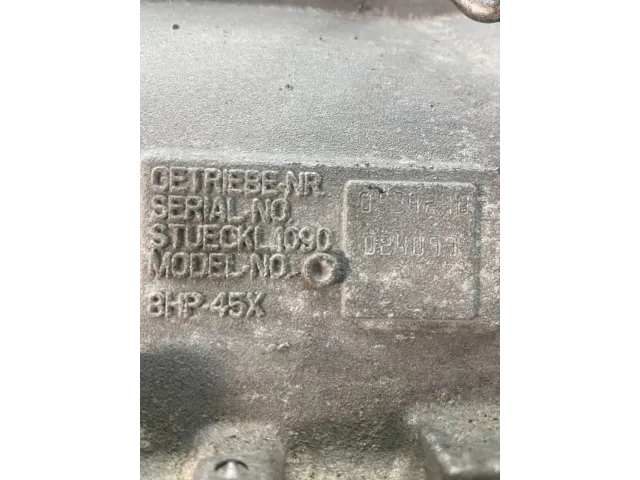 GETRIEBE-NR.
SERIAL-NO.
STUECKL.1090
MODEL-NO.
8HP-45X